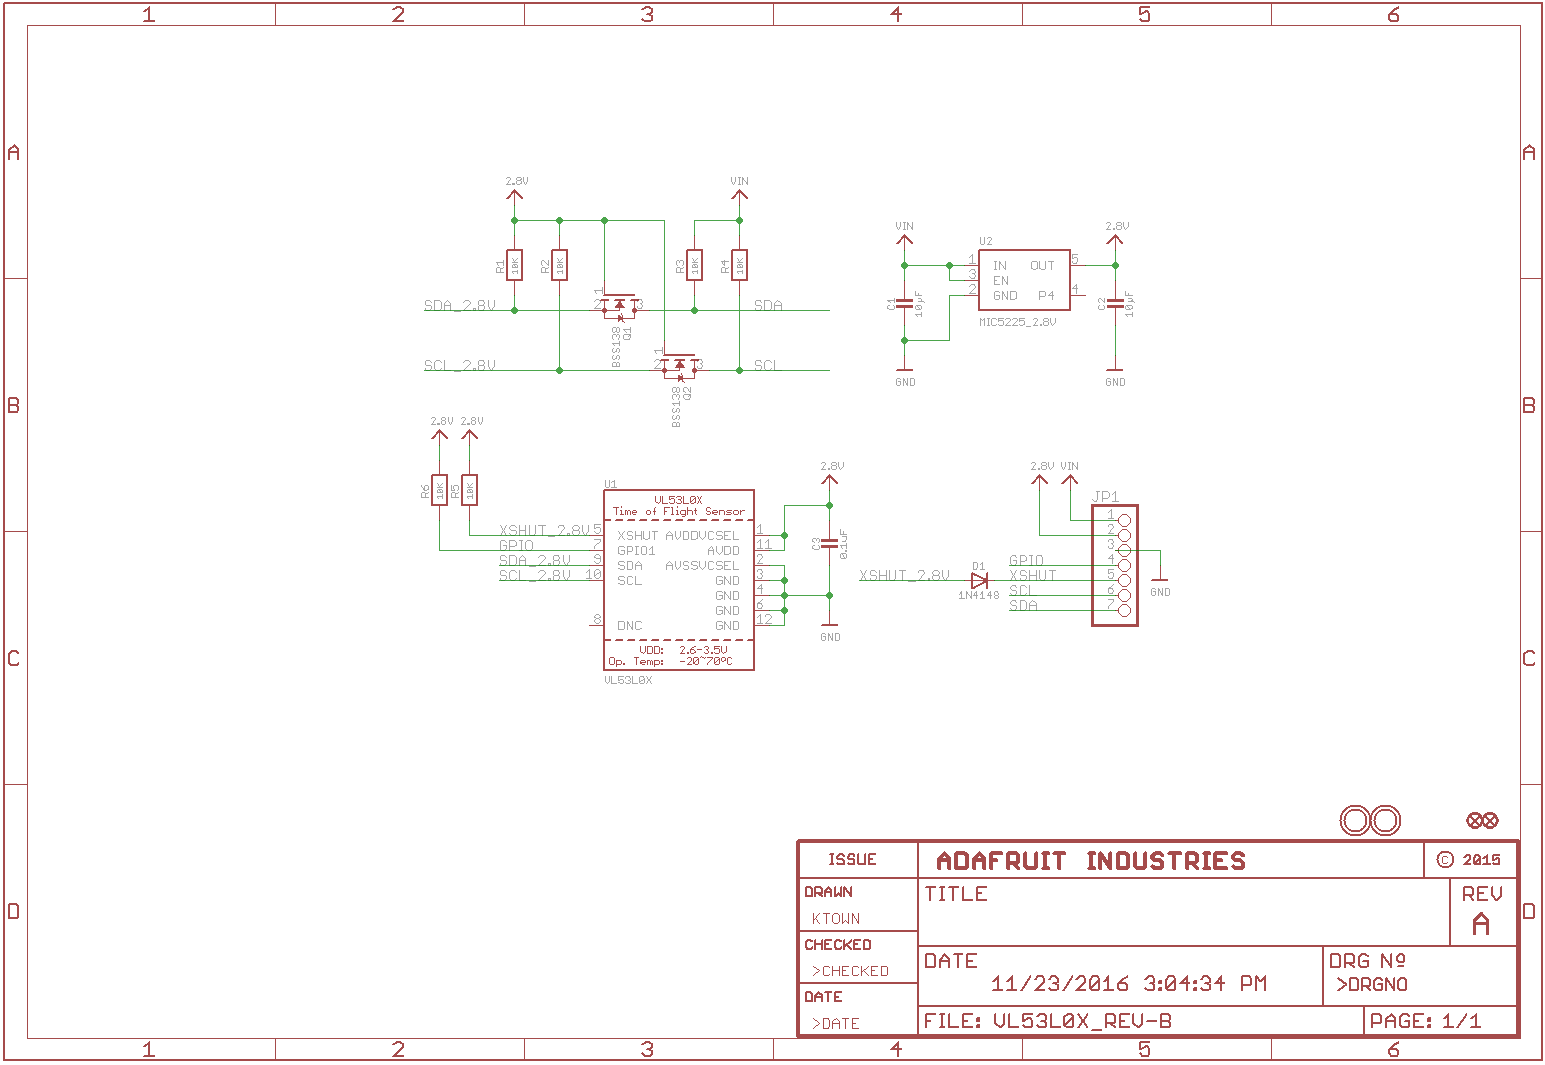 1 2 3 4 5 6
A A
B B
C C
D D
2.8V
VIN
R1 10K
R2 10K
R3 10K
R4 10K
SDA_2.8V
1
2 3
BSS138
Q1
SDA
SCL_2.8V
1
2 3
BSS138
Q2
SCL
VIN
U2
2.8V
1 IN OUT 5
3 EN
2 GND P4 4
MIC5225_2.8V
C1 10µF
C2 10µF
GND GND
2.8V 2.8V
R6 10K
R5 10K
XSHUT_2.8V 5
GPIO 7
SDA_2.8V 9
SCL_2.8V 10
8
U1
VL53L0X
Time of Flight Sensor
XSHUT AVDDVCSEL 1
GPIO1 AVDD 11
SDA AVSSVCSEL 2
SCL GND 3
GND 4
GND 6
DNC GND 12
VDD: 2.6-3.5V
Op. Temp: -20~70°C
VL53L0X
2.8V
C3 0.1uF
GND
2.8V VIN
JP1
1
2
3
GPIO 4
XSHUT 5
SCL 6
SDA 7
XSHUT_2.8V
D1
1N4148
GND
ISSUE
ADAFRUIT INDUSTRIES
© 2015
DRAWN
KTOWN
TITLE
REV
A
CHECKED
>CHECKED
DATE
11/23/2016 3:04:34 PM
DRG Nº
>DRGNO
DATE
>DATE
FILE: VL53L0X_REV-B
PAGE: 1/1
1 2 3 4 5 6